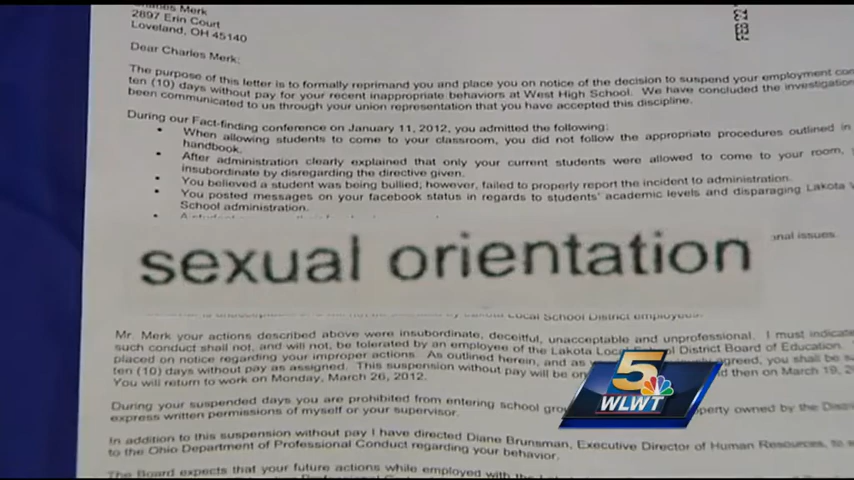 Charles Merk
2897 Erin Court
Loveland, OH 45140
Dear Charles Merk:
The purpose of this letter is to formally reprimand you and place you on notice of the decision to suspend your employment
ten (10) days without pay for your recent inappropriate behaviors at West High School. We have concluded the investigation
been communicated to us through your union representation that you have accepted this discipline.
During our Fact-finding conference on January 11, 2012, you admitted the following:
• When allowing students to come to your classroom, you did not follow the appropriate procedures outlined in
handbook.
• After administration clearly explained that only your current students were allowed to come to your room,
insubordinate by disregarding the directive given.
• You believed a student was being bullied; however, failed to properly report the incident to administration.
• You posted messages on your facebook status in regards to students' academic levels and disparaging Lakota
School administration.
•
issues.
sexual orientation
Local School District employees.
Mr. Merk your actions described above were insubordinate, deceitful, unacceptable and unprofessional. I must
such conduct shall not, and will not, be tolerated by an employee of the Lakota Local School District Board of Education.
placed on notice regarding your improper actions. As outlined herein, and as agreed, you shall be
ten (10) days without pay as assigned. This suspension without pay will be on and then on March 19,
You will return to work on Monday, March 26, 2012.
During your suspended days you are prohibited from entering school property owned by the
express written permissions of myself or your supervisor.
In addition to this suspension without pay I have directed Diane Brunsman, Executive Director of Human Resources, to
to the Ohio Department of Professional Conduct regarding your behavior.
The Board expects that your future actions while employed with the
5
WLWT